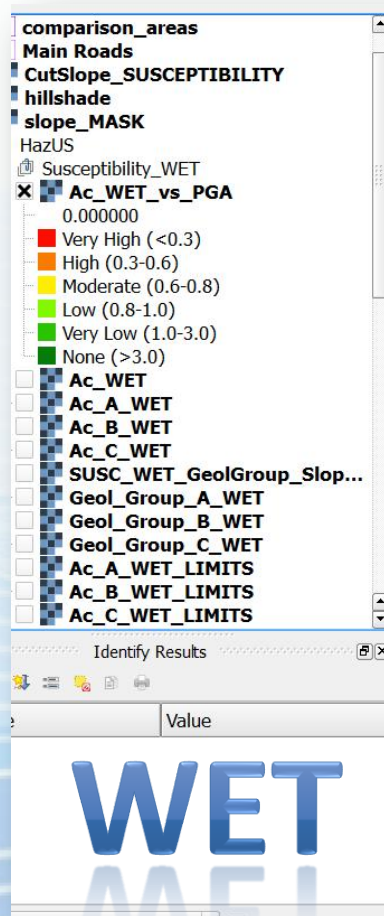 comparison_areas
Main Roads
CutSlope_SUSCEPTIBILITY
hillshade
slope_MASK
HazUS
Susceptibility_WET
Ac_WET_vs_PGA
0.000000
Very High (<0.3)
High (0.3-0.6)
Moderate (0.6-0.8)
Low (0.8-1.0)
Very Low (1.0-3.0)
None (>3.0)
Ac_WET
Ac_A_WET
Ac_B_WET
Ac_C_WET
SUSC_WET_GeolGroup_Slop...
Geol_Group_A_WET
Geol_Group_B_WET
Geol_Group_C_WET
Ac_A_WET_LIMITS
Ac_B_WET_LIMITS
Ac_C_WET_LIMITS
Identify Results
Value
WET